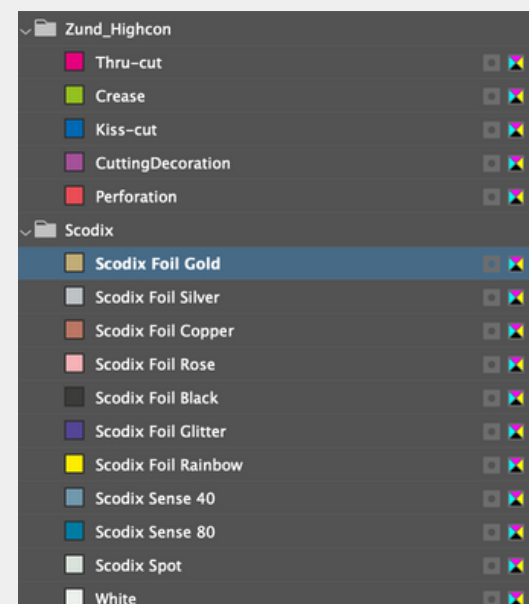 Zund_Highcon
Thru-cut
Crease
Kiss-cut
CuttingDecoration
Perforation
Scodix
Scodix Foil Gold
Scodix Foil Silver
Scodix Foil Copper
Scodix Foil Rose
Scodix Foil Black
Scodix Foil Glitter
Scodix Foil Rainbow
Scodix Sense 40
Scodix Sense 80
Scodix Spot
White